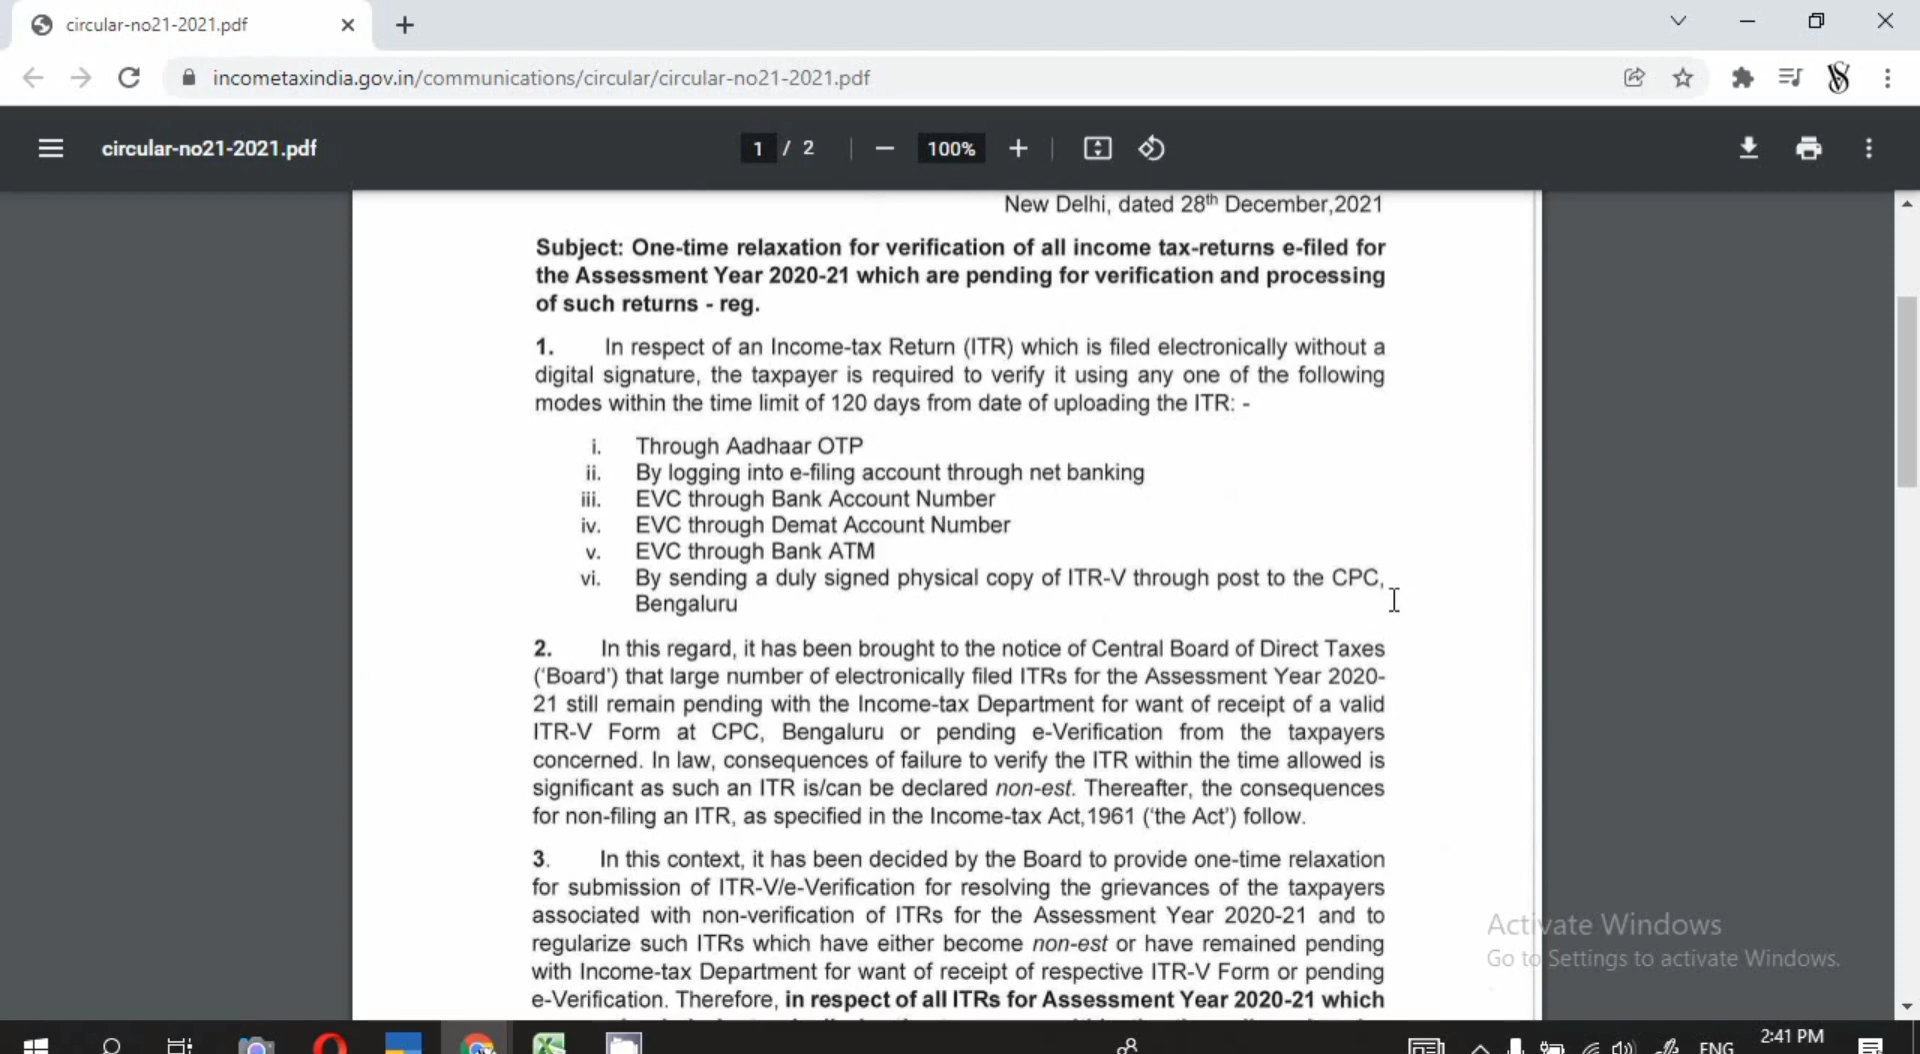 circular-no21-2021.pdf
incometaxindia.gov.in/communications/circular/circular-no21-2021.pdf
circular-no21-2021.pdf
1 / 2
100%
New Delhi, dated 28th December,2021
Subject: One-time relaxation for verification of all income tax-returns e-filed for
the Assessment Year 2020-21 which are pending for verification and processing
of such returns - reg.
1. In respect of an Income-tax Return (ITR) which is filed electronically without a
digital signature, the taxpayer is required to verify it using any one of the following
modes within the time limit of 120 days from date of uploading the ITR: -
i. Through Aadhaar OTP
ii. By logging into e-filing account through net banking
iii. EVC through Bank Account Number
iv. EVC through Demat Account Number
v. EVC through Bank ATM
vi. By sending a duly signed physical copy of ITR-V through post to the CPC,
Bengaluru
2. In this regard, it has been brought to the notice of Central Board of Direct Taxes
('Board') that large number of electronically filed ITRs for the Assessment Year 2020-
21 still remain pending with the Income-tax Department for want of receipt of a valid
ITR-V Form at CPC, Bengaluru or pending e-Verification from the taxpayers
concerned. In law, consequences of failure to verify the ITR within the time allowed is
significant as such an ITR is/can be declared non-est. Thereafter, the consequences
for non-filing an ITR, as specified in the Income-tax Act,1961 ('the Act') follow.
3. In this context, it has been decided by the Board to provide one-time relaxation
for submission of ITR-V/e-Verification for resolving the grievances of the taxpayers
associated with non-verification of ITRs for the Assessment Year 2020-21 and to
regularize such ITRs which have either become non-est or have remained pending
with Income-tax Department for want of receipt of respective ITR-V Form or pending
e-Verification. Therefore, in respect of all ITRs for Assessment Year 2020-21 which
Activate Windows
Go to Settings to activate Windows.
ENG
2:41 PM